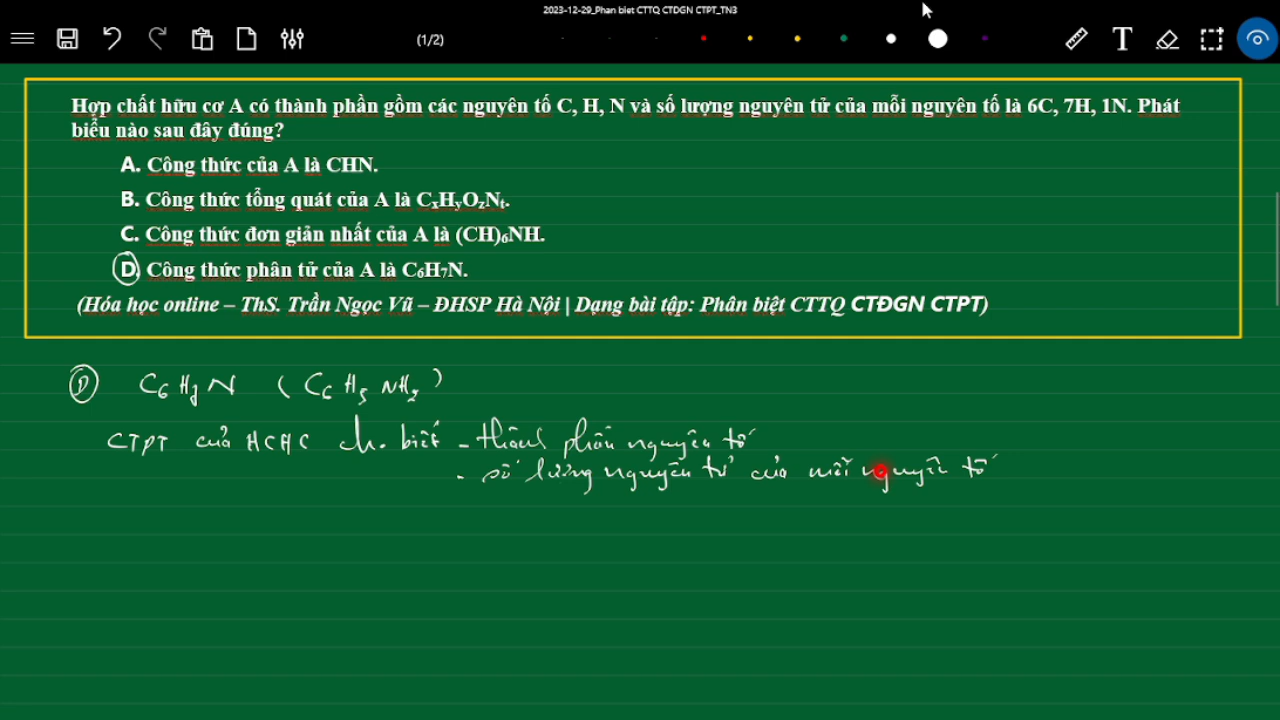 2023-12-29_Phan biet CTTQ CTDGN CTPT_TN3
(1/2)
T
Hợp chất hữu cơ A có thành phần gồm các nguyên tố C, H, N và số lượng nguyên tử của mỗi nguyên tố là 6C, 7H, 1N. Phát
biểu nào sau đây đúng?
A. Công thức của A là CHN.
B. Công thức tổng quát của A là CₓHᵧO₂Nₜ.
C. Công thức đơn giản nhất của A là (CH)₆NH.
D. Công thức phân tử của A là C₆H₇N.
(Hóa học online – ThS. Trần Ngọc Vũ – ĐHSP Hà Nội | Dạng bài tập: Phân biệt CTTQ CTĐGN CTPT)
D C₆H₇N (C₆H₅NH₂)
CTPT của HCHC cho biết - thành phần nguyên tố
- số lượng nguyên tử của mỗi nguyên tố